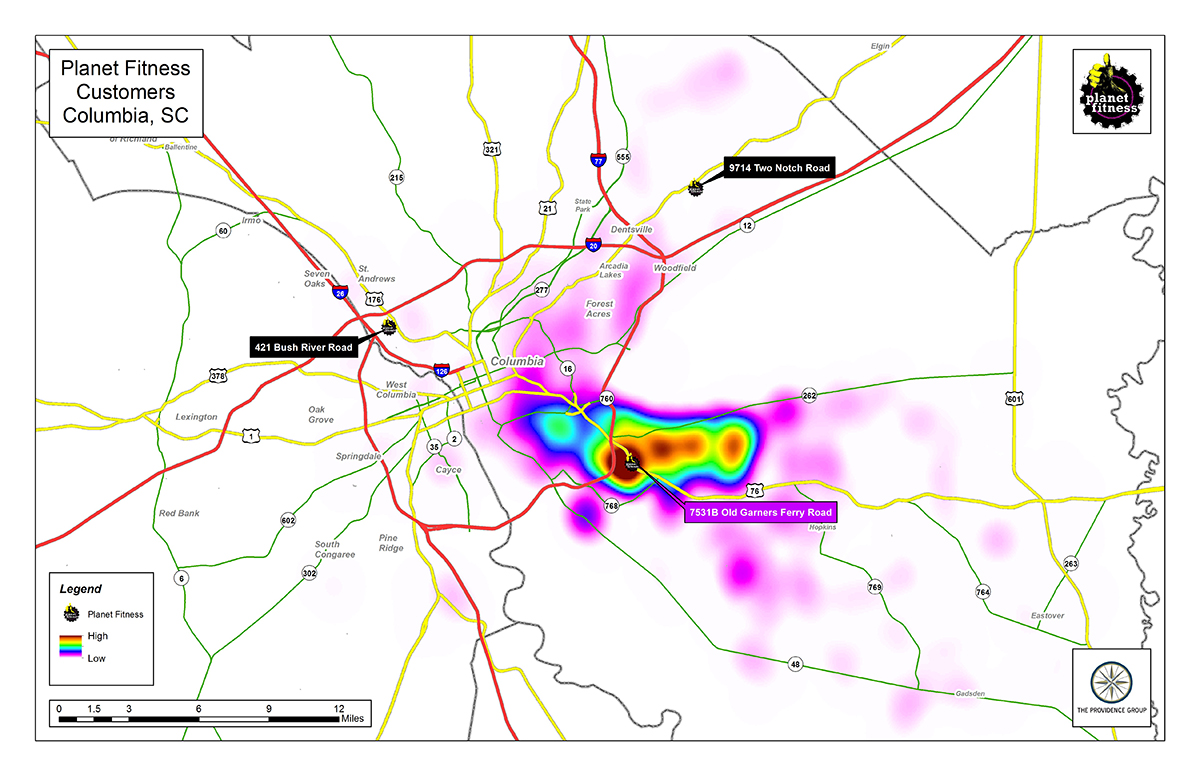 Planet Fitness
Customers
Columbia, SC
planet
fitness
Elgin
of Richland
Ballentine
321
77
555
9714 Two Notch Road
215
21
State
Park
60
Irmo
Dentsville
12
20
Seven
Oaks
St.
Andrews
Arcadia
Lakes
Woodfield
26
176
277
Forest
Acres
421 Bush River Road
Columbia
126
16
378
West
Columbia
760
262
601
Lexington
Oak
Grove
1
35
2
Springdale
Cayce
76
768
7531B Old Garners Ferry Road
Red Bank
602
Hopkins
South
Congaree
Pine
Ridge
302
6
263
769
764
Eastover
48
Gadsden
Legend
Planet Fitness
High
Low
0 1.5 3 6 9 12
Miles
THE PROVIDENCE GROUP